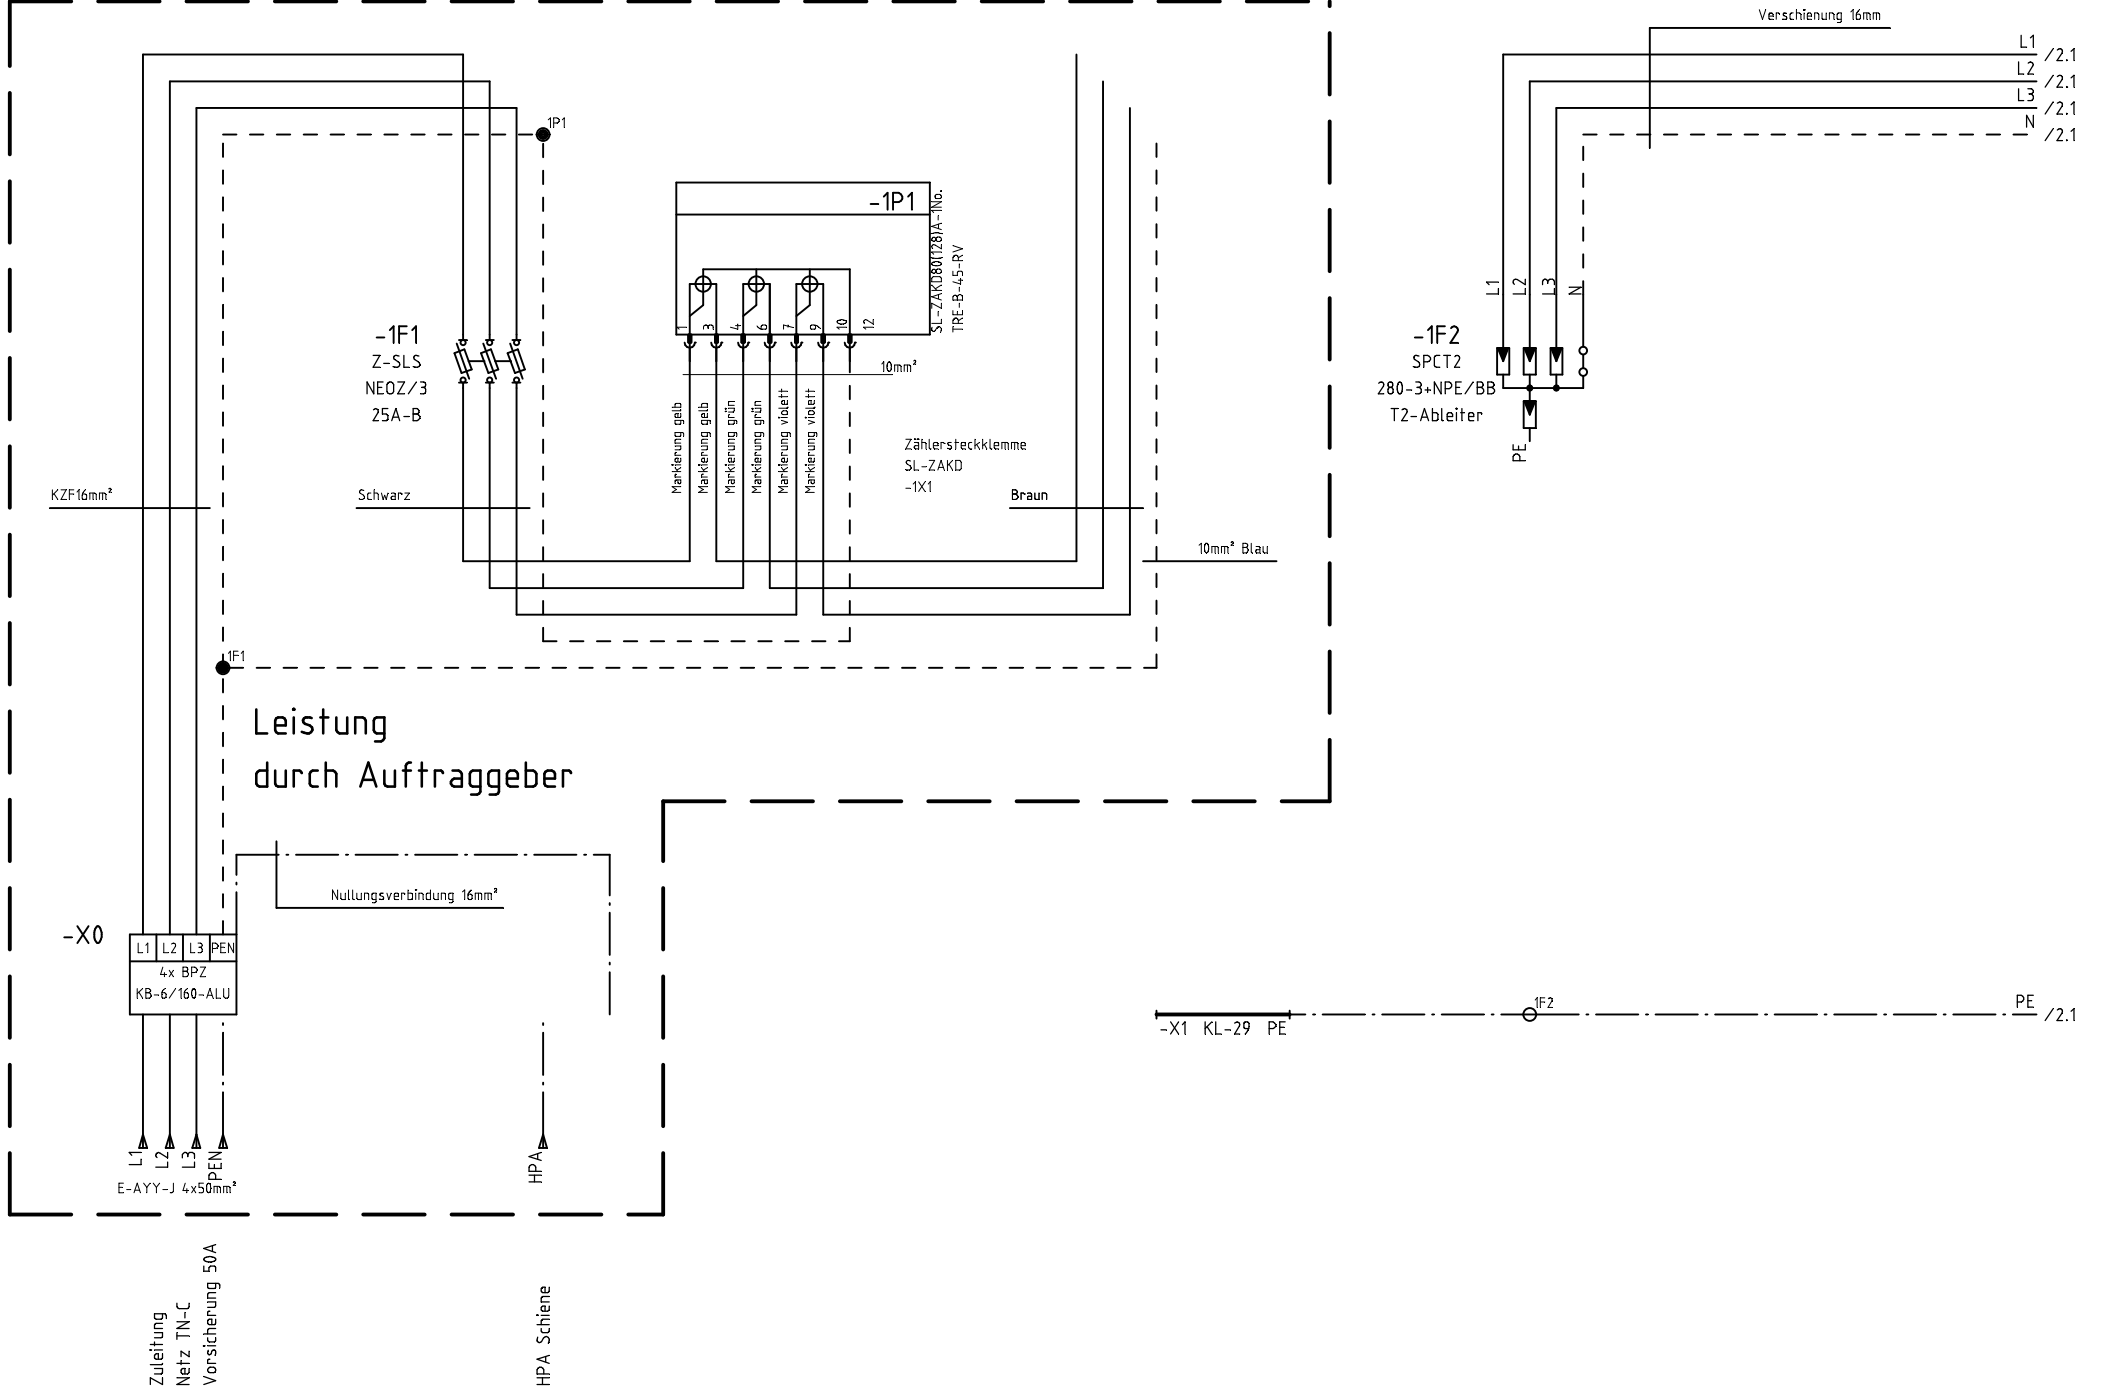 Verschienung 16mm
L1 /2.1
L2 /2.1
L3 /2.1
N /2.1
1P1
-1P1
SL-ZAKD80(128)A-1No.
TRE-B-45-RV
1 3 4 6 7 9 10 12
10mm²
-1F1
Z-SLS
NEOZ/3
25A-B
L1
L2
L3
N
-1F2
SPCT2
280-3+NPE/BB
T2-Ableiter
PE
Markierung gelb
Markierung gelb
Markierung grün
Markierung grün
Markierung violett
Markierung violett
Zählersteckklemme
SL-ZAKD
-1X1
KZF16mm²
Schwarz
Braun
10mm² Blau
1F1
Leistung
durch Auftraggeber
Nullungsverbindung 16mm²
-X0
L1 L2 L3 PEN
4x BPZ
KB-6/160-ALU
-X1 KL-29 PE
1F2
PE /2.1
L1
L2
L3
PEN
HPA
E-AYY-J 4x50mm²
Zuleitung
Netz TN-C
Vorsicherung 50A
HPA Schiene